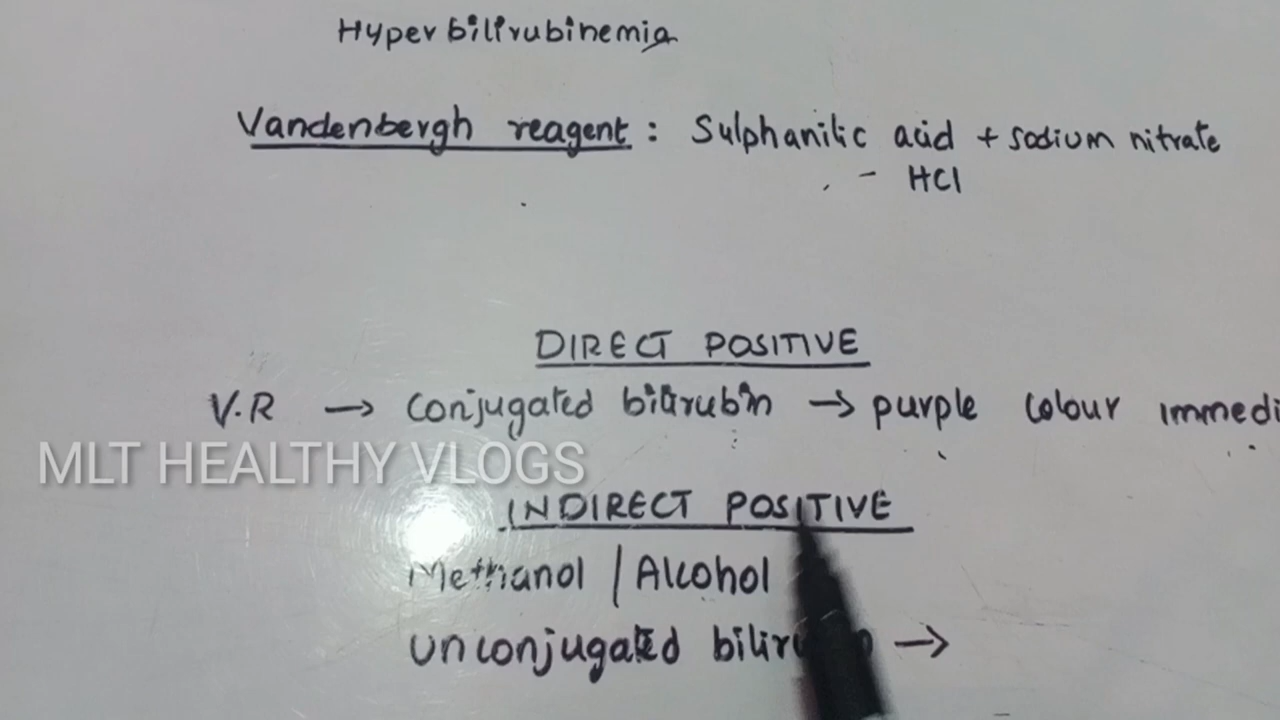 Hyperbilirubinemia
Vandenbergh reagent : Sulphanilic acid + sodium nitrate
- HCl
DIRECT POSITIVE
V.R → conjugated bilirubin → purple colour immedi
MLT HEALTHY VLOGS
INDIRECT POSITIVE
Methanol / Alcohol
Unconjugated →